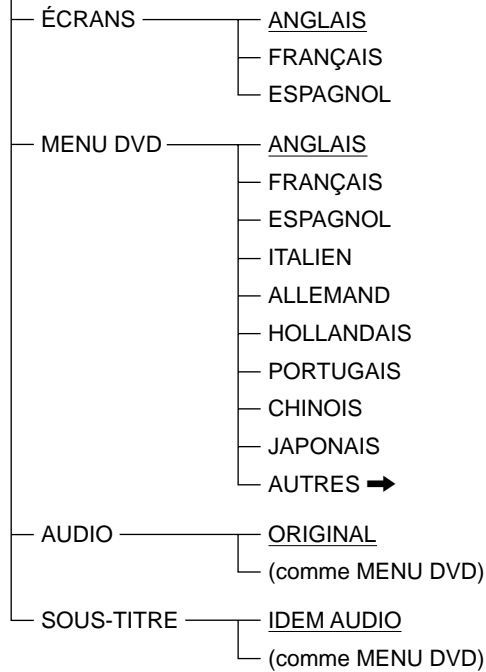 ÉCRANS ANGLAIS
FRANÇAIS
ESPAGNOL
MENU DVD ANGLAIS
FRANÇAIS
ESPAGNOL
ITALIEN
ALLEMAND
HOLLANDAIS
PORTUGAIS
CHINOIS
JAPONAIS
AUTRES ➡
AUDIO ORIGINAL
(comme MENU DVD)
SOUS-TITRE IDEM AUDIO
(comme MENU DVD)